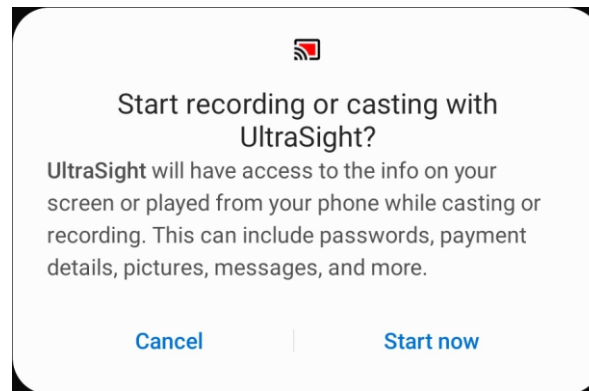 Start recording or casting with
UltraSight?
UltraSight will have access to the info on your
screen or played from your phone while casting or
recording. This can include passwords, payment
details, pictures, messages, and more.
Cancel
Start now